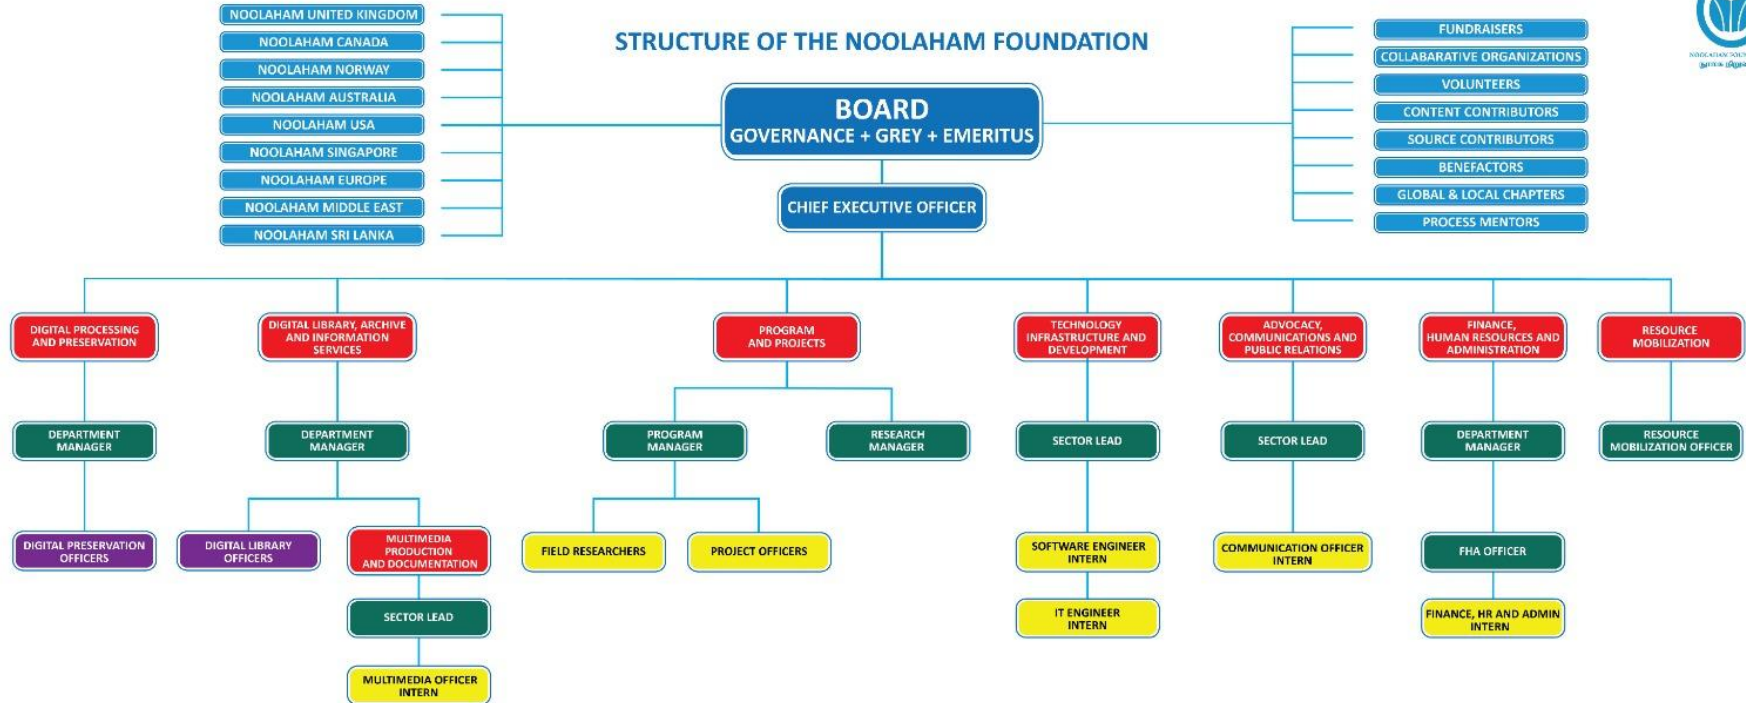 STRUCTURE OF THE NOOLAHAM FOUNDATION
NOOLAHAM UNITED KINGDOM
NOOLAHAM CANADA
NOOLAHAM NORWAY
NOOLAHAM AUSTRALIA
NOOLAHAM USA
NOOLAHAM SINGAPORE
NOOLAHAM EUROPE
NOOLAHAM MIDDLE EAST
NOOLAHAM SRI LANKA
BOARD
GOVERNANCE + GREY + EMERITUS
CHIEF EXECUTIVE OFFICER
FUNDRAISERS
COLLABARATIVE ORGANIZATIONS
VOLUNTEERS
CONTENT CONTRIBUTORS
SOURCE CONTRIBUTORS
BENEFACTORS
GLOBAL & LOCAL CHAPTERS
PROCESS MENTORS
DIGITAL PROCESSING
AND PRESERVATION
DIGITAL LIBRARY, ARCHIVE
AND INFORMATION
SERVICES
PROGRAM
AND PROJECTS
TECHNOLOGY
INFRASTRUCTURE AND
DEVELOPMENT
ADVOCACY,
COMMUNICATIONS AND
PUBLIC RELATIONS
FINANCE,
HUMAN RESOURCES AND
ADMINISTRATION
RESOURCE
MOBILIZATION
DEPARTMENT
MANAGER
DEPARTMENT
MANAGER
PROGRAM
MANAGER
RESEARCH
MANAGER
SECTOR LEAD
SECTOR LEAD
DEPARTMENT
MANAGER
RESOURCE
MOBILIZATION OFFICER
DIGITAL PRESERVATION
OFFICERS
DIGITAL LIBRARY
OFFICERS
MULTIMEDIA
PRODUCTION
AND DOCUMENTATION
FIELD RESEARCHERS
PROJECT OFFICERS
SOFTWARE ENGINEER
INTERN
COMMUNICATION OFFICER
INTERN
FHA OFFICER
SECTOR LEAD
IT ENGINEER
INTERN
FINANCE, HR AND ADMIN
INTERN
MULTIMEDIA OFFICER
INTERN